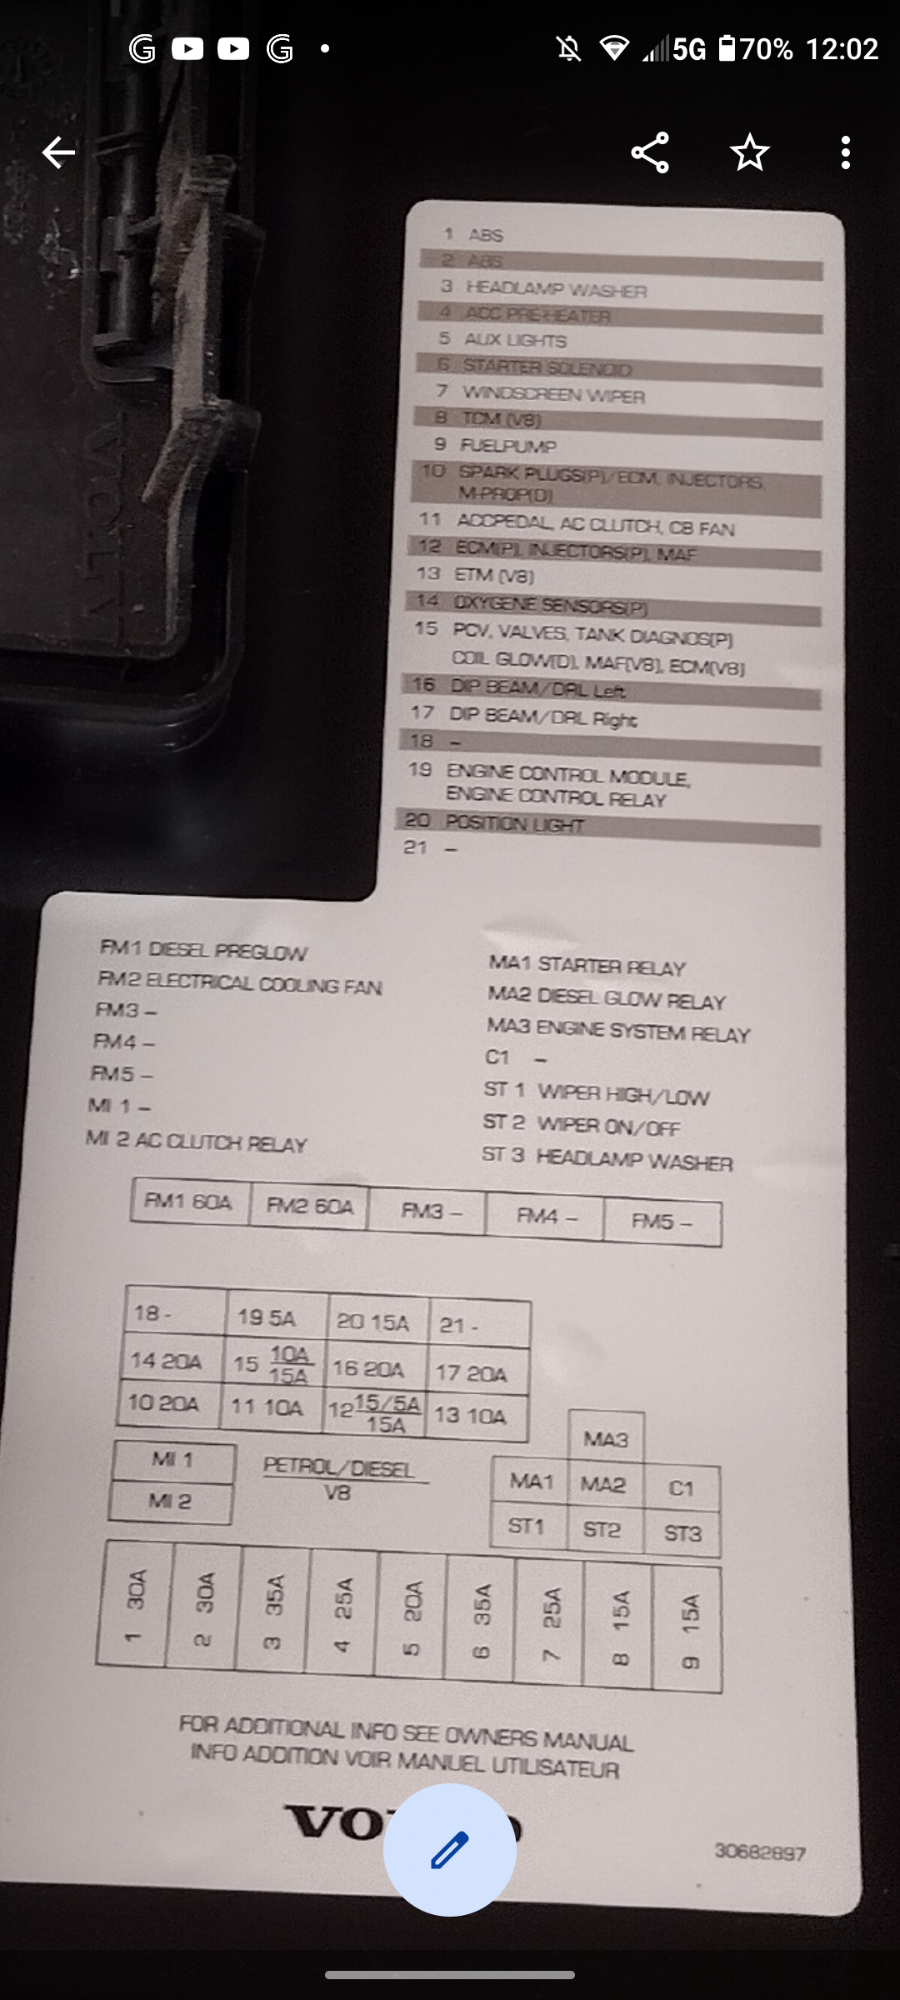 5G 70% 12:02
1 ABS
2 ABS
3 HEADLAMP WASHER
4 ACC PRE-HEATER
5 AUX LIGHTS
6 STARTER SOLENOID
7 WINDSCREEN WIPER
8 TCM (V8)
9 FUELPUMP
10 SPARK PLUGS(P)/ECM, INJECTORS,
M-PROP(D)
11 ACCPEDAL, AC CLUTCH, CB FAN
12 ECM(P), INJECTORS(P), MAF
13 ETM (V8)
14 OXYGENE SENSORS(P)
15 PCV, VALVES, TANK DIAGNOS(P)
COIL GLOW(D), MAF(V8), ECM(V8)
16 DIP BEAM/DRL Left
17 DIP BEAM/DRL Right
18 –
19 ENGINE CONTROL MODULE,
ENGINE CONTROL RELAY
20 POSITION LIGHT
21 –
FM1 DIESEL PREGLOW
FM2 ELECTRICAL COOLING FAN
FM3 –
FM4 –
FM5 –
MI 1 –
MI 2 AC CLUTCH RELAY
MA1 STARTER RELAY
MA2 DIESEL GLOW RELAY
MA3 ENGINE SYSTEM RELAY
C1 –
ST 1 WIPER HIGH/LOW
ST 2 WIPER ON/OFF
ST 3 HEADLAMP WASHER
FM1 60A FM2 60A FM3 – FM4 – FM5 –
18 - 19 5A 20 15A 21 -
14 20A 15 10A/15A 16 20A 17 20A
10 20A 11 10A 12 15/5A/15A 13 10A
MI 1
MI 2
PETROL/DIESEL
V8
MA3
MA1 MA2 C1
ST1 ST2 ST3
1 30A 2 30A 3 35A 4 25A 5 20A 6 35A 7 25A 8 15A 9 15A
FOR ADDITIONAL INFO SEE OWNERS MANUAL
INFO ADDITION VOIR MANUEL UTILISATEUR
30682897